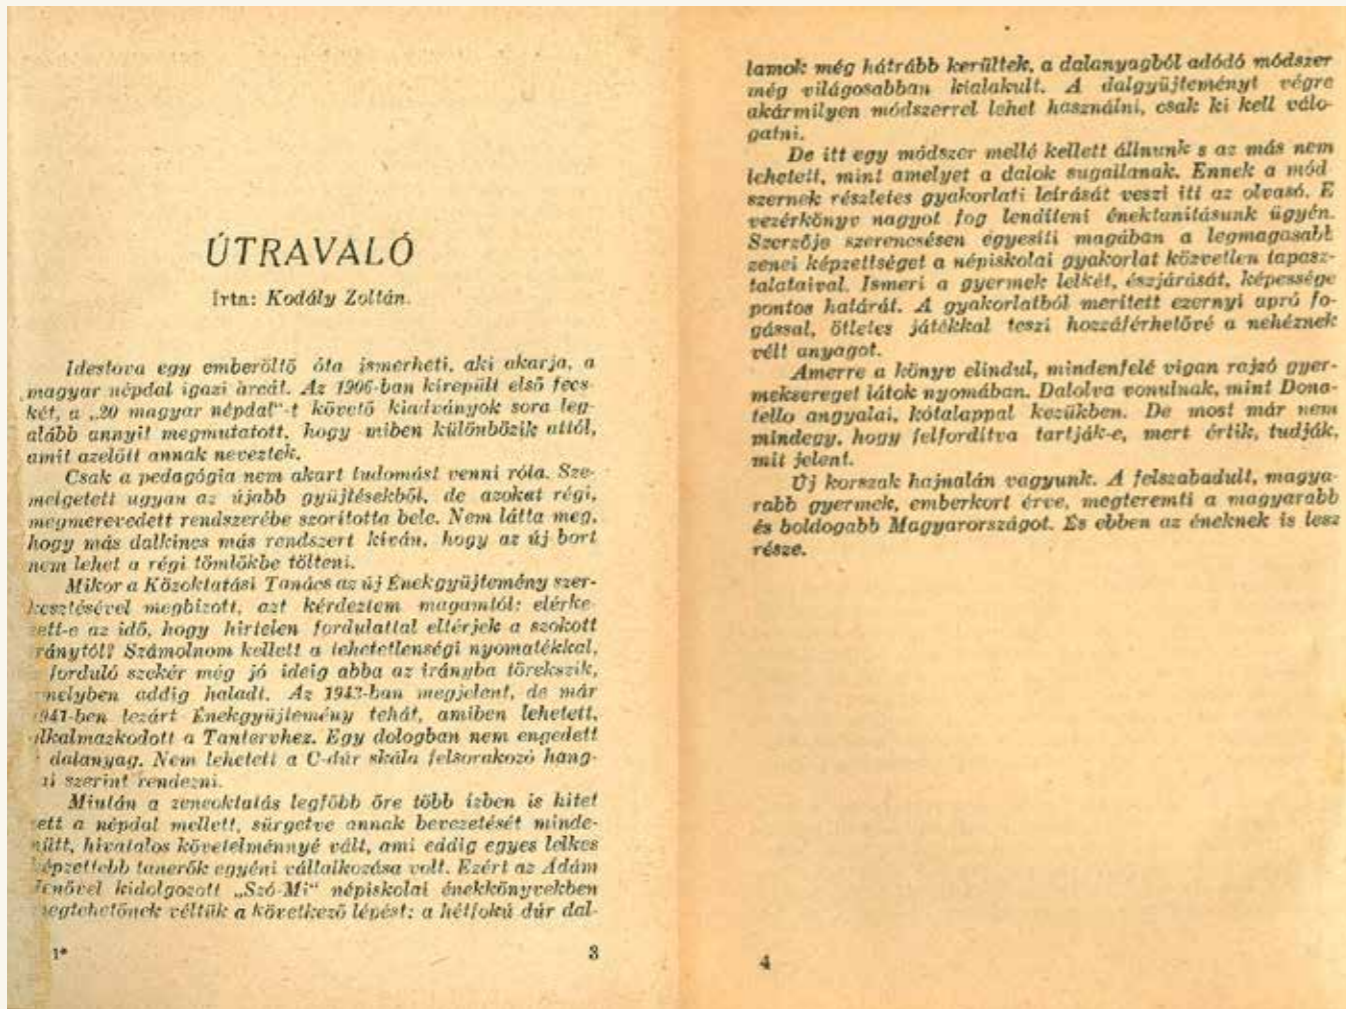 ÚTRAVALÓ
Írta: Kodály Zoltán.
Idestova egy emberöltő óta ismerheti, aki akarja, a
magyar népdal igazi arcát. Az 1906-ban kirepült első fecs-
két, a „20 magyar népdal“-t követő kiadványok sora leg-
alább annyit megmutatott, hogy miben különbözik attól,
amit azelőtt annak neveztek.
Csak a pedagógia nem akart tudomást venni róla. Sze-
melgetett ugyan az újabb gyüjtésekből, de azokat régi,
megmerevedett rendszerébe szorította bele. Nem látta meg,
hogy más dalkincs más rendszert kíván, hogy az új bort
nem lehet a régi tömlőkbe tölteni.
Mikor a Közoktatási Tanács az új Énekgyüjtemény szer-
kesztésével megbízott, azt kérdeztem magamtól: elérke-
zett-e az idő, hogy hirtelen fordulattal eltérjek a szokott
ránytól? Számolnom kellett a tehetetlenségi nyomatékkal,
forduló szekér még jó ideig abba az irányba törekszik,
melyben addig haladt. Az 1943-ban megjelent, de már
1941-ben lezárt Énekgyüjtemény tehát, amiben lehetett,
alkalmazkodott a Tantervhez. Egy dologban nem engedett
dalanyag. Nem lehetett a C-dúr skála felsorakozó hang-
ai szerint rendezni.
Miután a zeneoktatás legfőbb őre több ízben is hitet
tett a népdal mellett, sürgetve annak bevezetését minde-
nütt, hivatalos követelménnyé vált, ami eddig egyes lelkes
képzettebb tanerők egyéni vállalkozása volt. Ezért az Ádám
Jenővel kidolgozott „Szó-Mi“ népiskolai énekkönyvekben
megtehetőnek véltük a következő lépést: a hétfokú dúr dal-
1*
3
lamok még hátrább kerültek, a dalanyagból adódó módszer
még világosabban kialakult. A dalgyüjteményt végre
akármilyen módszerrel lehet használni, csak ki kell válo-
gatni.
De itt egy módszer mellé kellett állnunk s az más nem
lehetett, mint amelyet a dalok sugallanak. Ennek a mód
szernek részletes gyakorlati leírását veszi itt az olvasó. E
vezérkönyv nagyot fog lendíteni énektanításunk ügyén.
Szerzője szerencsésen egyesíti magában a legmagasabb
zenei képzettséget a népiskolai gyakorlat közvetlen tapasz-
talataival. Ismeri a gyermek lelkét, észjárását, képessége
pontos határát. A gyakorlatból merített ezernyi apró fo-
gással, ötletes játékkal teszi hozzáférhetővé a nehéznek
vélt anyagot.
Amerre a könyv elindul, mindenfelé vigan rajzó gyer-
meksereget látok nyomában. Dalolva vonulnak, mint Dona-
tello angyalai, kótalappal kezükben. De most már nem
mindegy, hogy felfordítva tartják-e, mert értik, tudják,
mit jelent.
Új korszak hajnalán vagyunk. A felszabadult, magya-
rabb gyermek, emberkort érve, megteremti a magyarabb
és boldogabb Magyarországot. És ebben az éneknek is lesz
része.
4